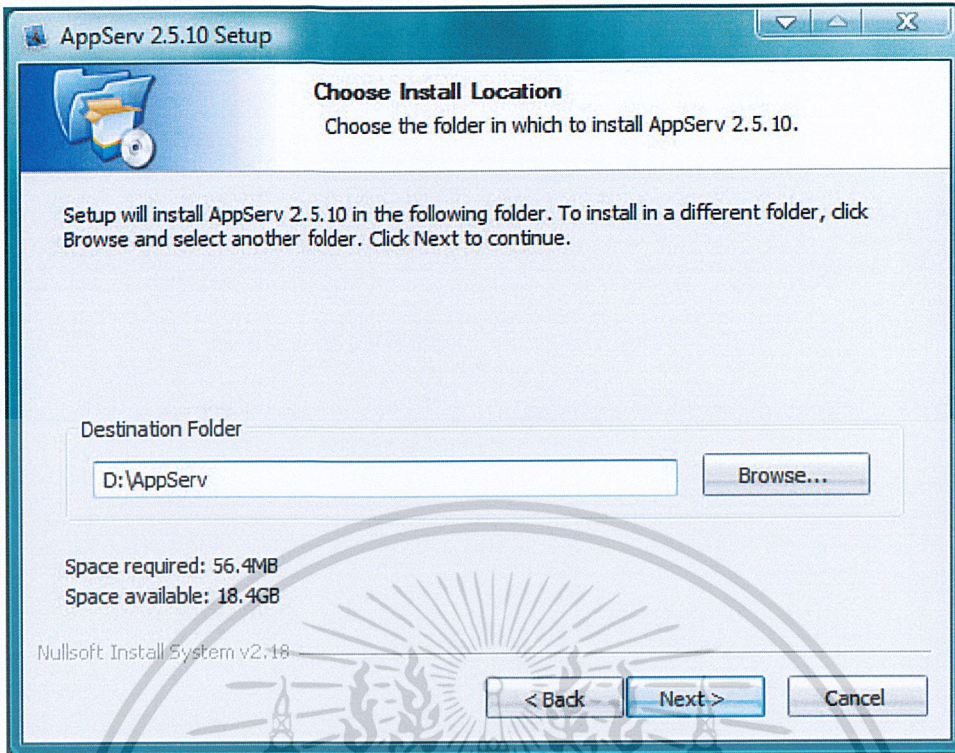 AppServ 2.5.10 Setup
Choose Install Location
Choose the folder in which to install AppServ 2.5.10.
Setup will install AppServ 2.5.10 in the following folder. To install in a different folder, click
Browse and select another folder. Click Next to continue.
Destination Folder
D:\AppServ
Browse...
Space required: 56.4MB
Space available: 18.4GB
Nullsoft Install System v2.18
< Back
Next >
Cancel